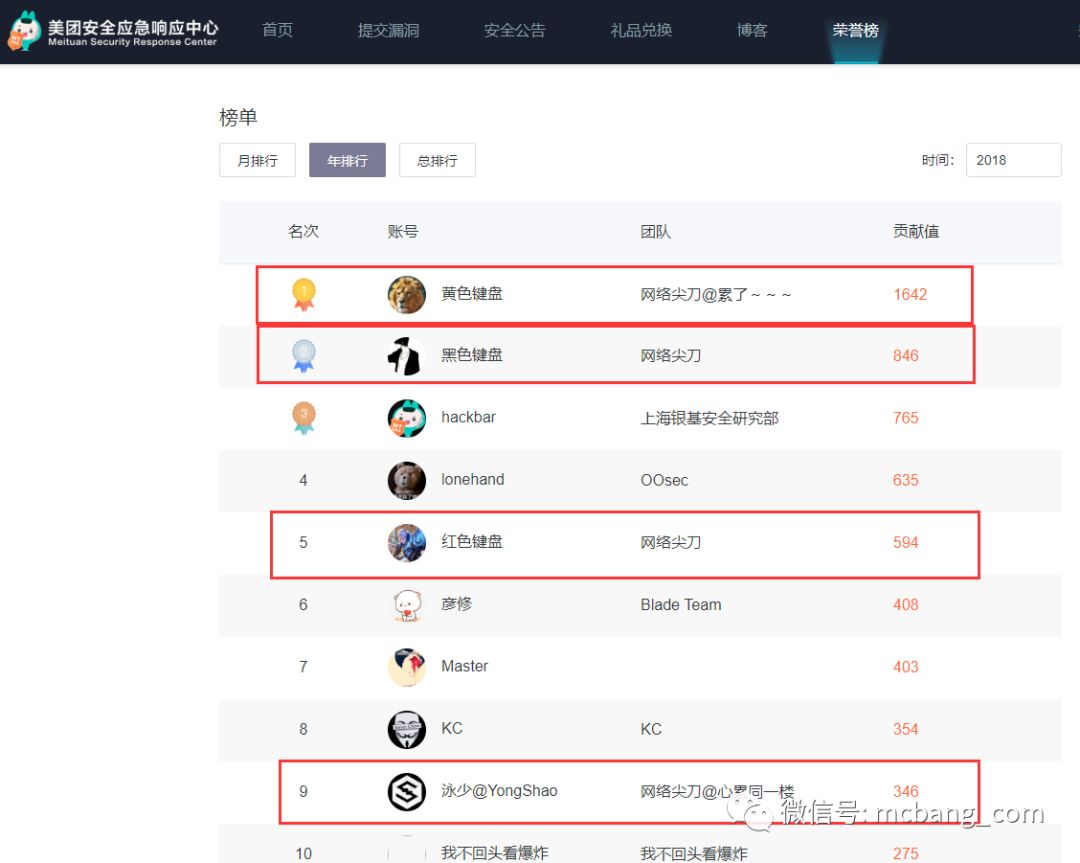 美团安全应急响应中心 首页 提交漏洞 安全公告 礼品兑换 博客 荣誉榜
Meituan Security Response Center
榜单
月排行 年排行 总排行 时间: 2018
名次 账号 团队 贡献值
1 黄色键盘 网络尖刀@累了~~~ 1642
2 黑色键盘 网络尖刀 846
3 hackbar 上海银基安全研究部 765
4 lonehand OOsec 635
5 红色键盘 网络尖刀 594
6 彦修 Blade Team 408
7 Master 403
8 KC KC 354
9 泳少@YongShao 网络尖刀@心累同一楼 346
微信号: mcbang_com
10 我不回头看爆炸 我不回头看爆炸 275